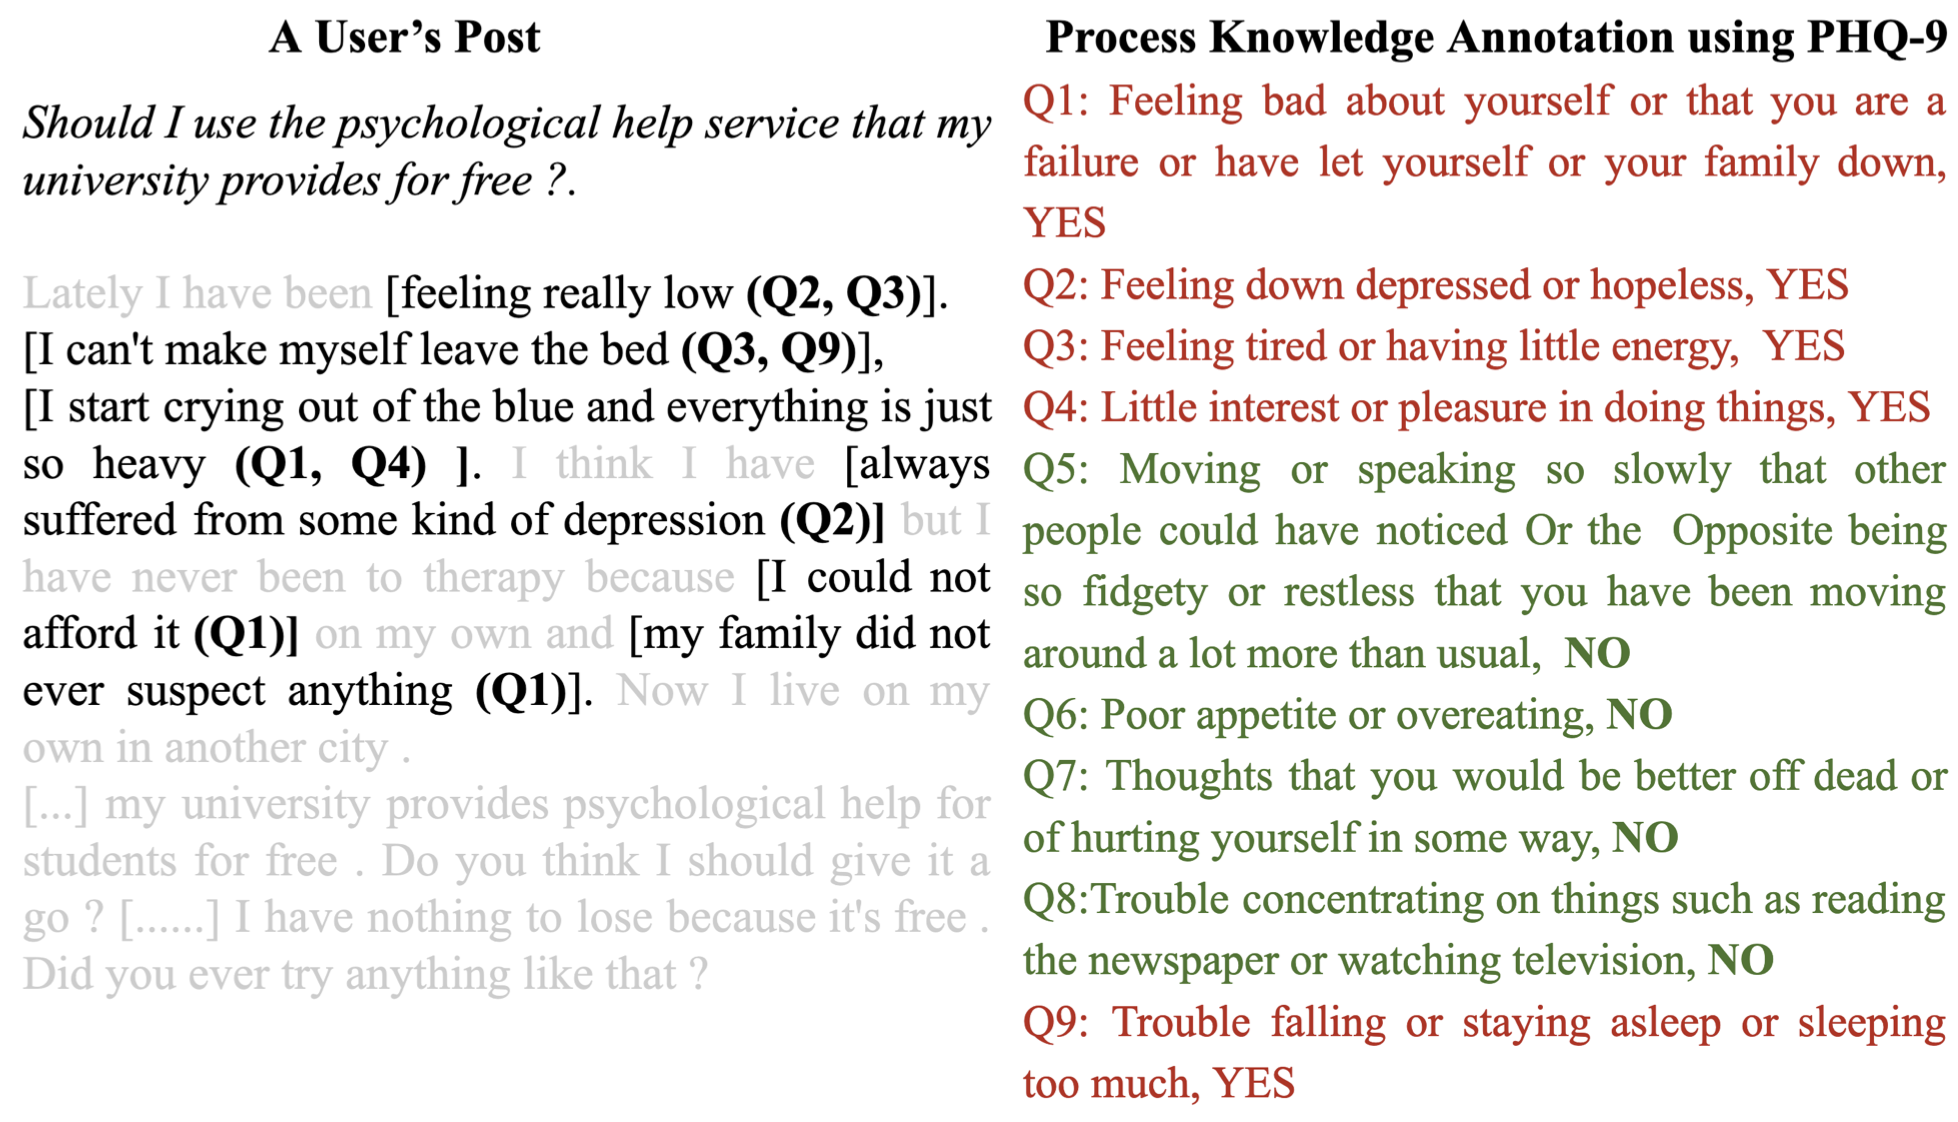 A User's Post
Should I use the psychological help service that my
university provides for free ?.
Lately I have been [feeling really low (Q2, Q3)].
[I can't make myself leave the bed (Q3, Q9)],
[I start crying out of the blue and everything is just
so heavy (Q1, Q4) ]. I think I have [always
suffered from some kind of depression (Q2)] but I
have never been to therapy because [I could not
afford it (Q1)] on my own and [my family did not
ever suspect anything (Q1)]. Now I live on my
own in another city .
[...] my university provides psychological help for
students for free . Do you think I should give it a
go ? [......] I have nothing to lose because it's free .
Did you ever try anything like that ?
Process Knowledge Annotation using PHQ-9
Q1: Feeling bad about yourself or that you are a
failure or have let yourself or your family down,
YES
Q2: Feeling down depressed or hopeless, YES
Q3: Feeling tired or having little energy, YES
Q4: Little interest or pleasure in doing things, YES
Q5: Moving or speaking so slowly that other
people could have noticed Or the Opposite being
so fidgety or restless that you have been moving
around a lot more than usual, NO
Q6: Poor appetite or overeating, NO
Q7: Thoughts that you would be better off dead or
of hurting yourself in some way, NO
Q8:Trouble concentrating on things such as reading
the newspaper or watching television, NO
Q9: Trouble falling or staying asleep or sleeping
too much, YES